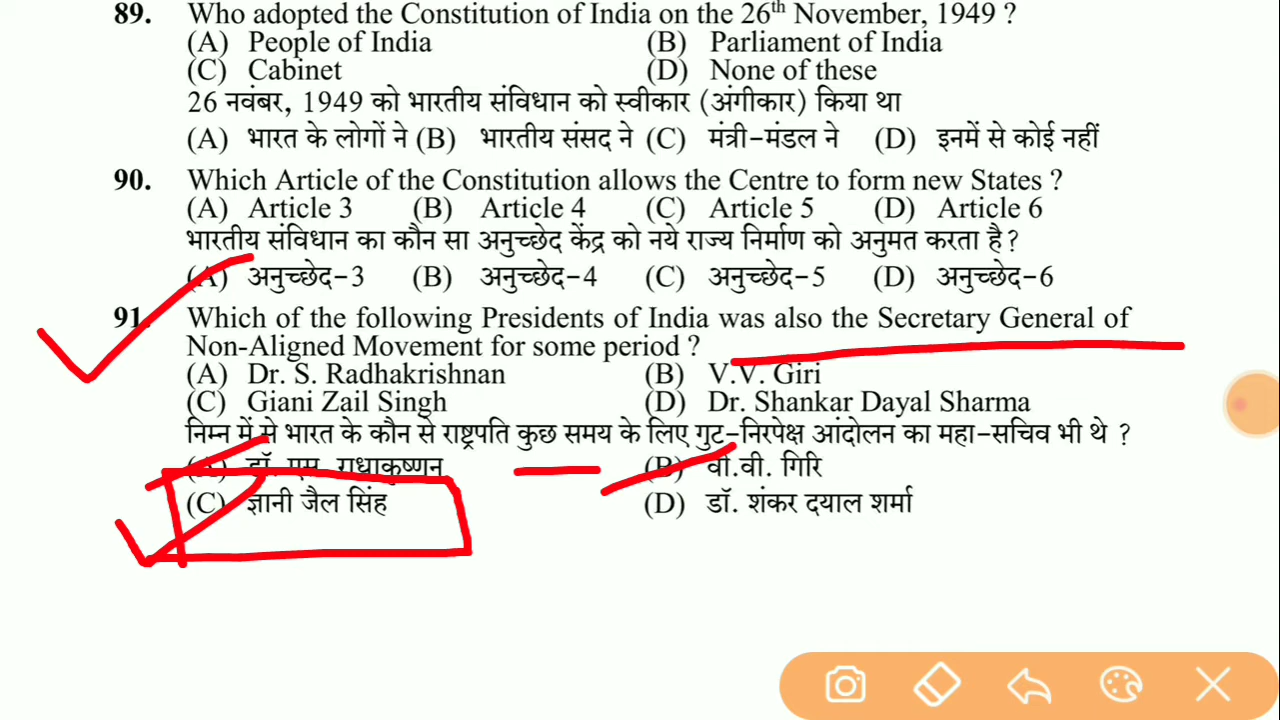 89. Who adopted the Constitution of India on the 26th November, 1949 ?
(A) People of India (B) Parliament of India
(C) Cabinet (D) None of these
26 नवंबर, 1949 को भारतीय संविधान को स्वीकार (अंगीकार) किया था
(A) भारत के लोगों ने (B) भारतीय संसद ने (C) मंत्री-मंडल ने (D) इनमें से कोई नहीं
90. Which Article of the Constitution allows the Centre to form new States ?
(A) Article 3 (B) Article 4 (C) Article 5 (D) Article 6
भारतीय संविधान का कौन सा अनुच्छेद केंद्र को नये राज्य निर्माण को अनुमत करता है?
(A) अनुच्छेद-3 (B) अनुच्छेद-4 (C) अनुच्छेद-5 (D) अनुच्छेद-6
91. Which of the following Presidents of India was also the Secretary General of
Non-Aligned Movement for some period ?
(A) Dr. S. Radhakrishnan (B) V.V. Giri
(C) Giani Zail Singh (D) Dr. Shankar Dayal Sharma
निम्न में से भारत के कौन से राष्ट्रपति कुछ समय के लिए गुट-निरपेक्ष आंदोलन का महा-सचिव भी थे ?
(A) डॉ. एस. राधाकृष्णन (B) वी.वी. गिरि
(C) ज्ञानी जैल सिंह (D) डॉ. शंकर दयाल शर्मा